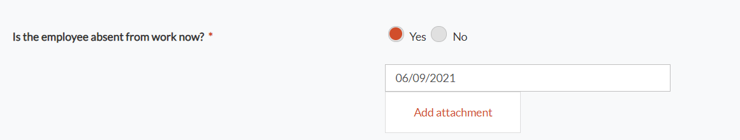 Is the employee absent from work now? *
Yes No
06/09/2021
Add attachment